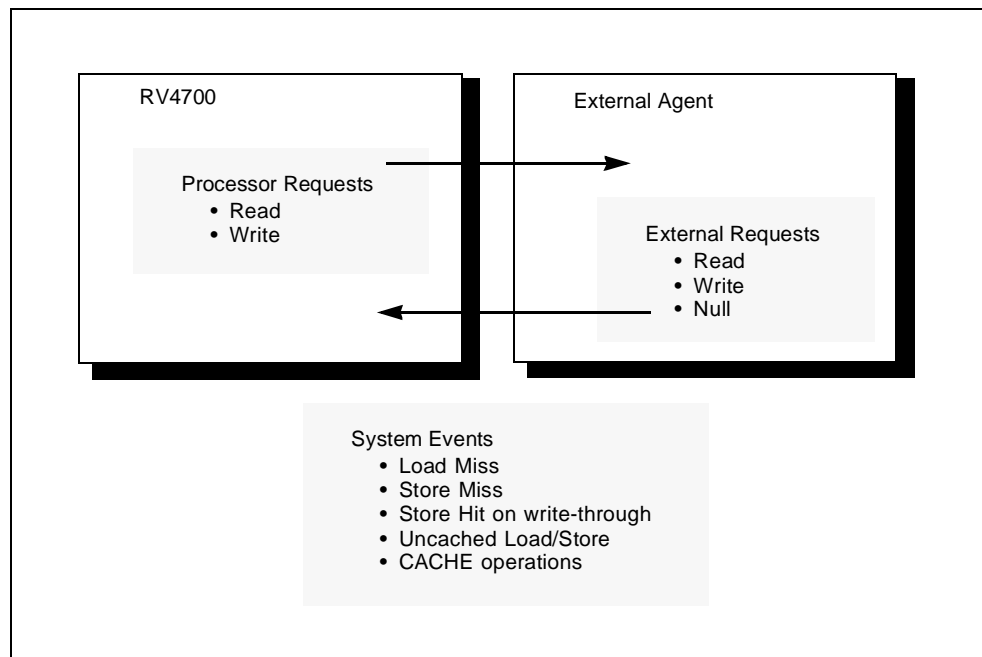 RV4700
Processor Requests
• Read
• Write
External Agent
External Requests
• Read
• Write
• Null
System Events
• Load Miss
• Store Miss
• Store Hit on write-through
• Uncached Load/Store
• CACHE operations